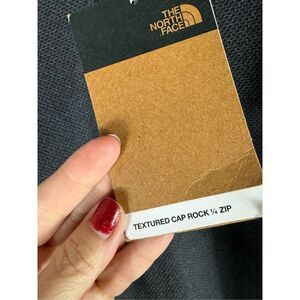 THE
NORTH
FACE
TEXTURED CAP ROCK ¼ ZIP